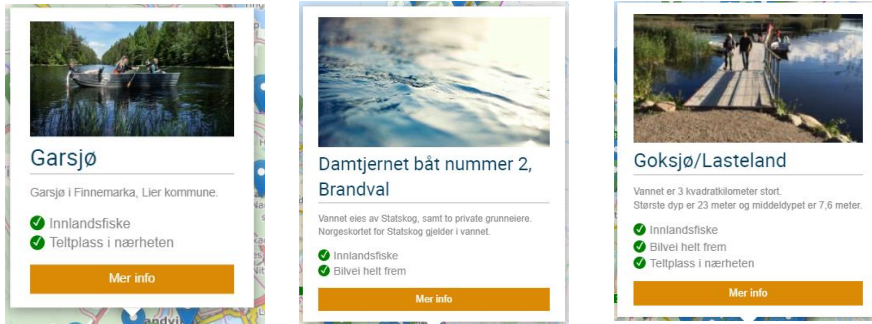 Garsjø
Garsjø i Finnemarka, Lier kommune.
Innlandsfiske
Teltplass i nærheten
Mer info
Damtjernet båt nummer 2,
Brandval
Vannet eies av Statskog, samt to private grunneiere.
Norgeskortet for Statskog gjelder i vannet.
Innlandsfiske
Bilvei helt frem
Mer info
Goksjø/Lasteland
Vannet er 3 kvadratkilometer stort.
Største dyp er 23 meter og middeldypet er 7,6 meter.
Innlandsfiske
Bilvei helt frem
Teltplass i nærheten
Mer info